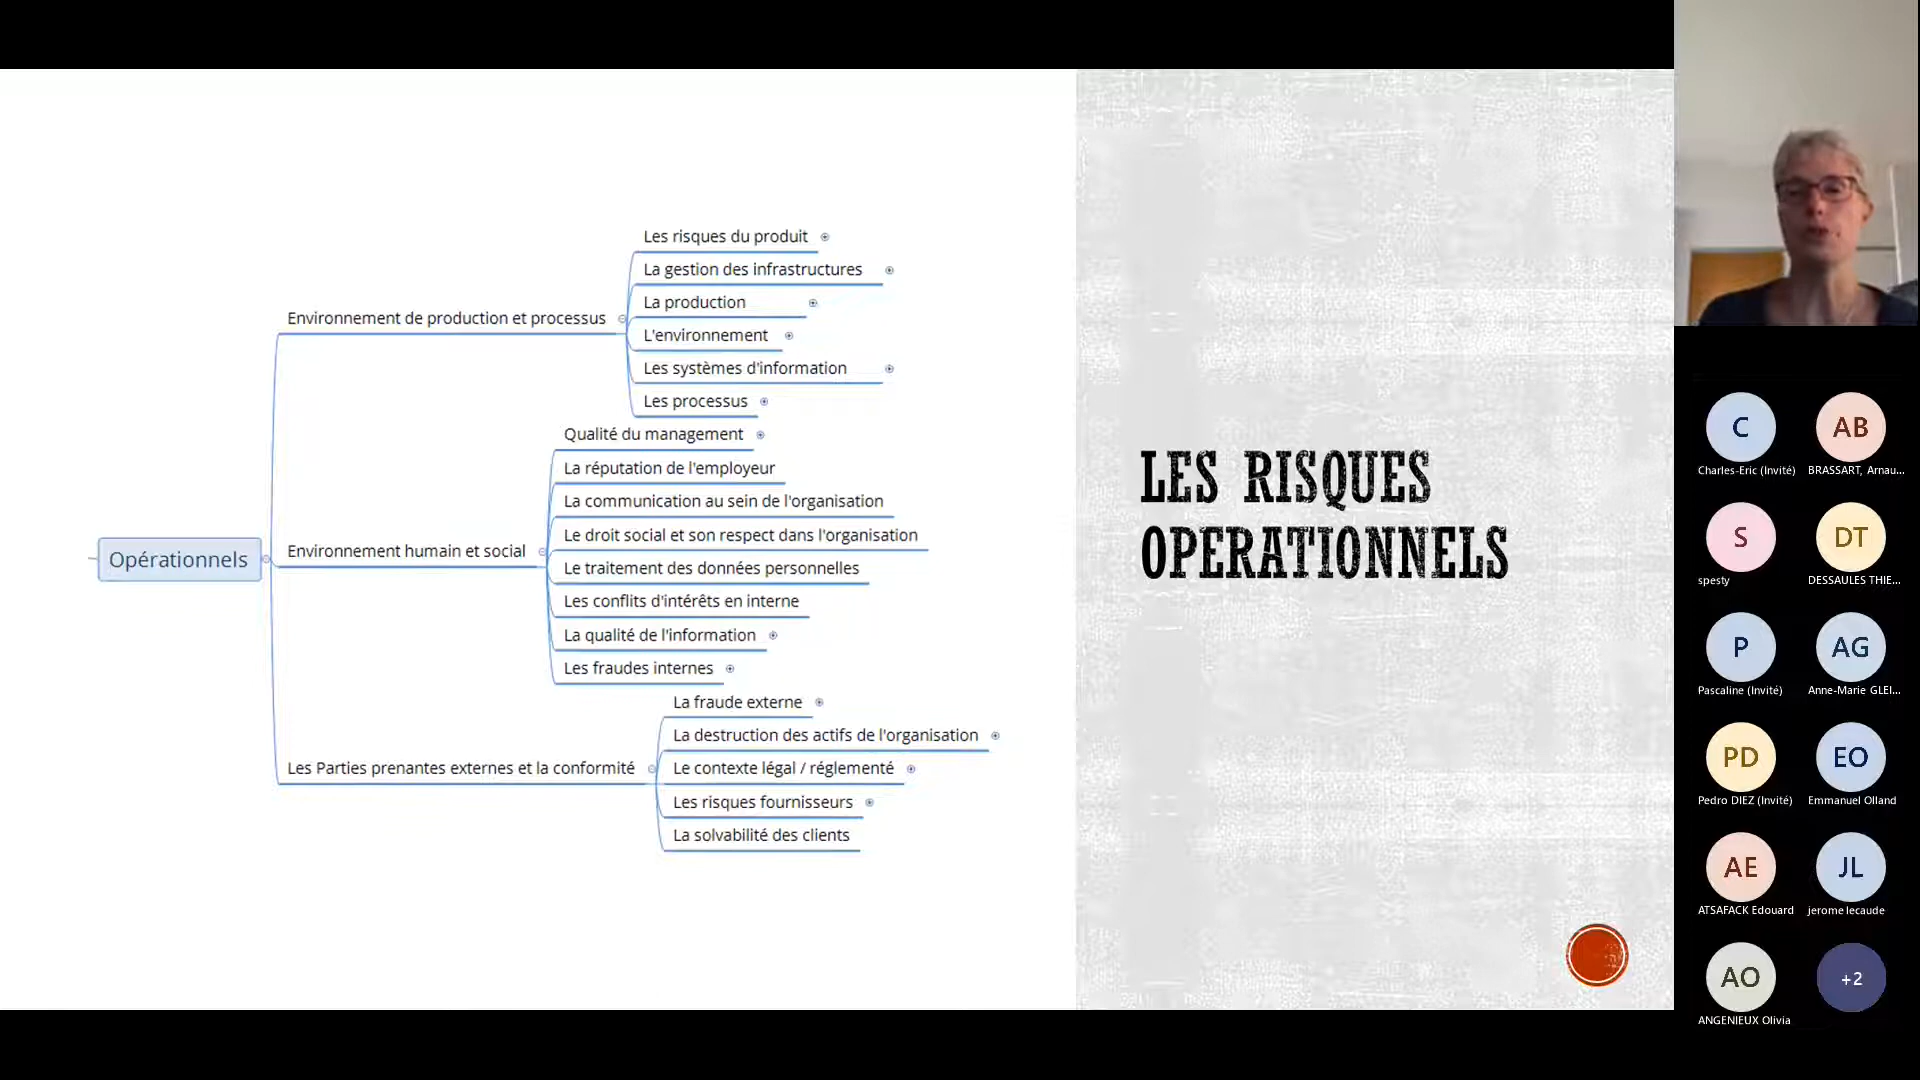 Les risques du produit
La gestion des infrastructures
La production
Environnement de production et processus
L'environnement
Les systèmes d'information
Les processus
Qualité du management
La réputation de l'employeur
La communication au sein de l'organisation
Le droit social et son respect dans l'organisation
Opérationnels
Environnement humain et social
Le traitement des données personnelles
Les conflits d'intérêts en interne
La qualité de l'information
Les fraudes internes
La fraude externe
La destruction des actifs de l'organisation
Les Parties prenantes externes et la conformité
Le contexte légal / réglementé
Les risques fournisseurs
La solvabilité des clients
LES RISQUES
OPERATIONNELS
C
AB
Charles-Eric (Invité)
BRASSART, Arnau...
S
DT
spesty
DESSAULES THIE...
P
AG
Pascaline (Invité)
Anne-Marie GLEI...
PD
EO
Pedro DIEZ (Invité)
Emmanuel Olland
AE
JL
ATSAFACK Edouard
jerome lecaude
AO
+2
ANGENIEUX Olivia